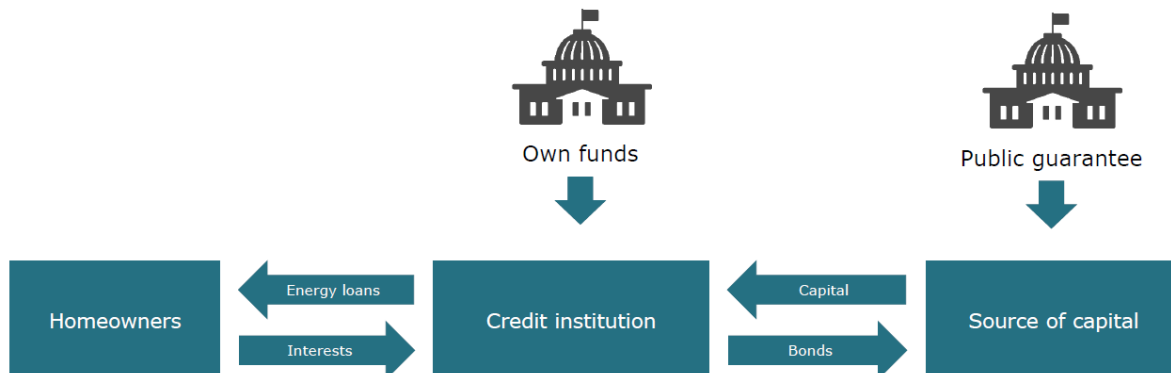 Own funds
Public guarantee
Homeowners
Energy loans
Interests
Credit institution
Capital
Bonds
Source of capital